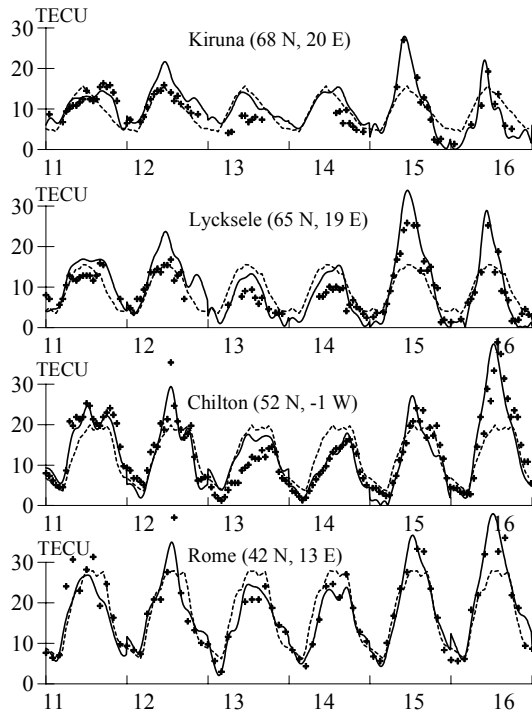 TECU
30
Kiruna (68 N, 20 E)
20
10
0
11 12 13 14 15 16
TECU
30
Lycksele (65 N, 19 E)
20
10
0
11 12 13 14 15 16
TECU
30
Chilton (52 N, -1 W)
20
10
0
11 12 13 14 15 16
TECU
30
Rome (42 N, 13 E)
20
10
0
11 12 13 14 15 16